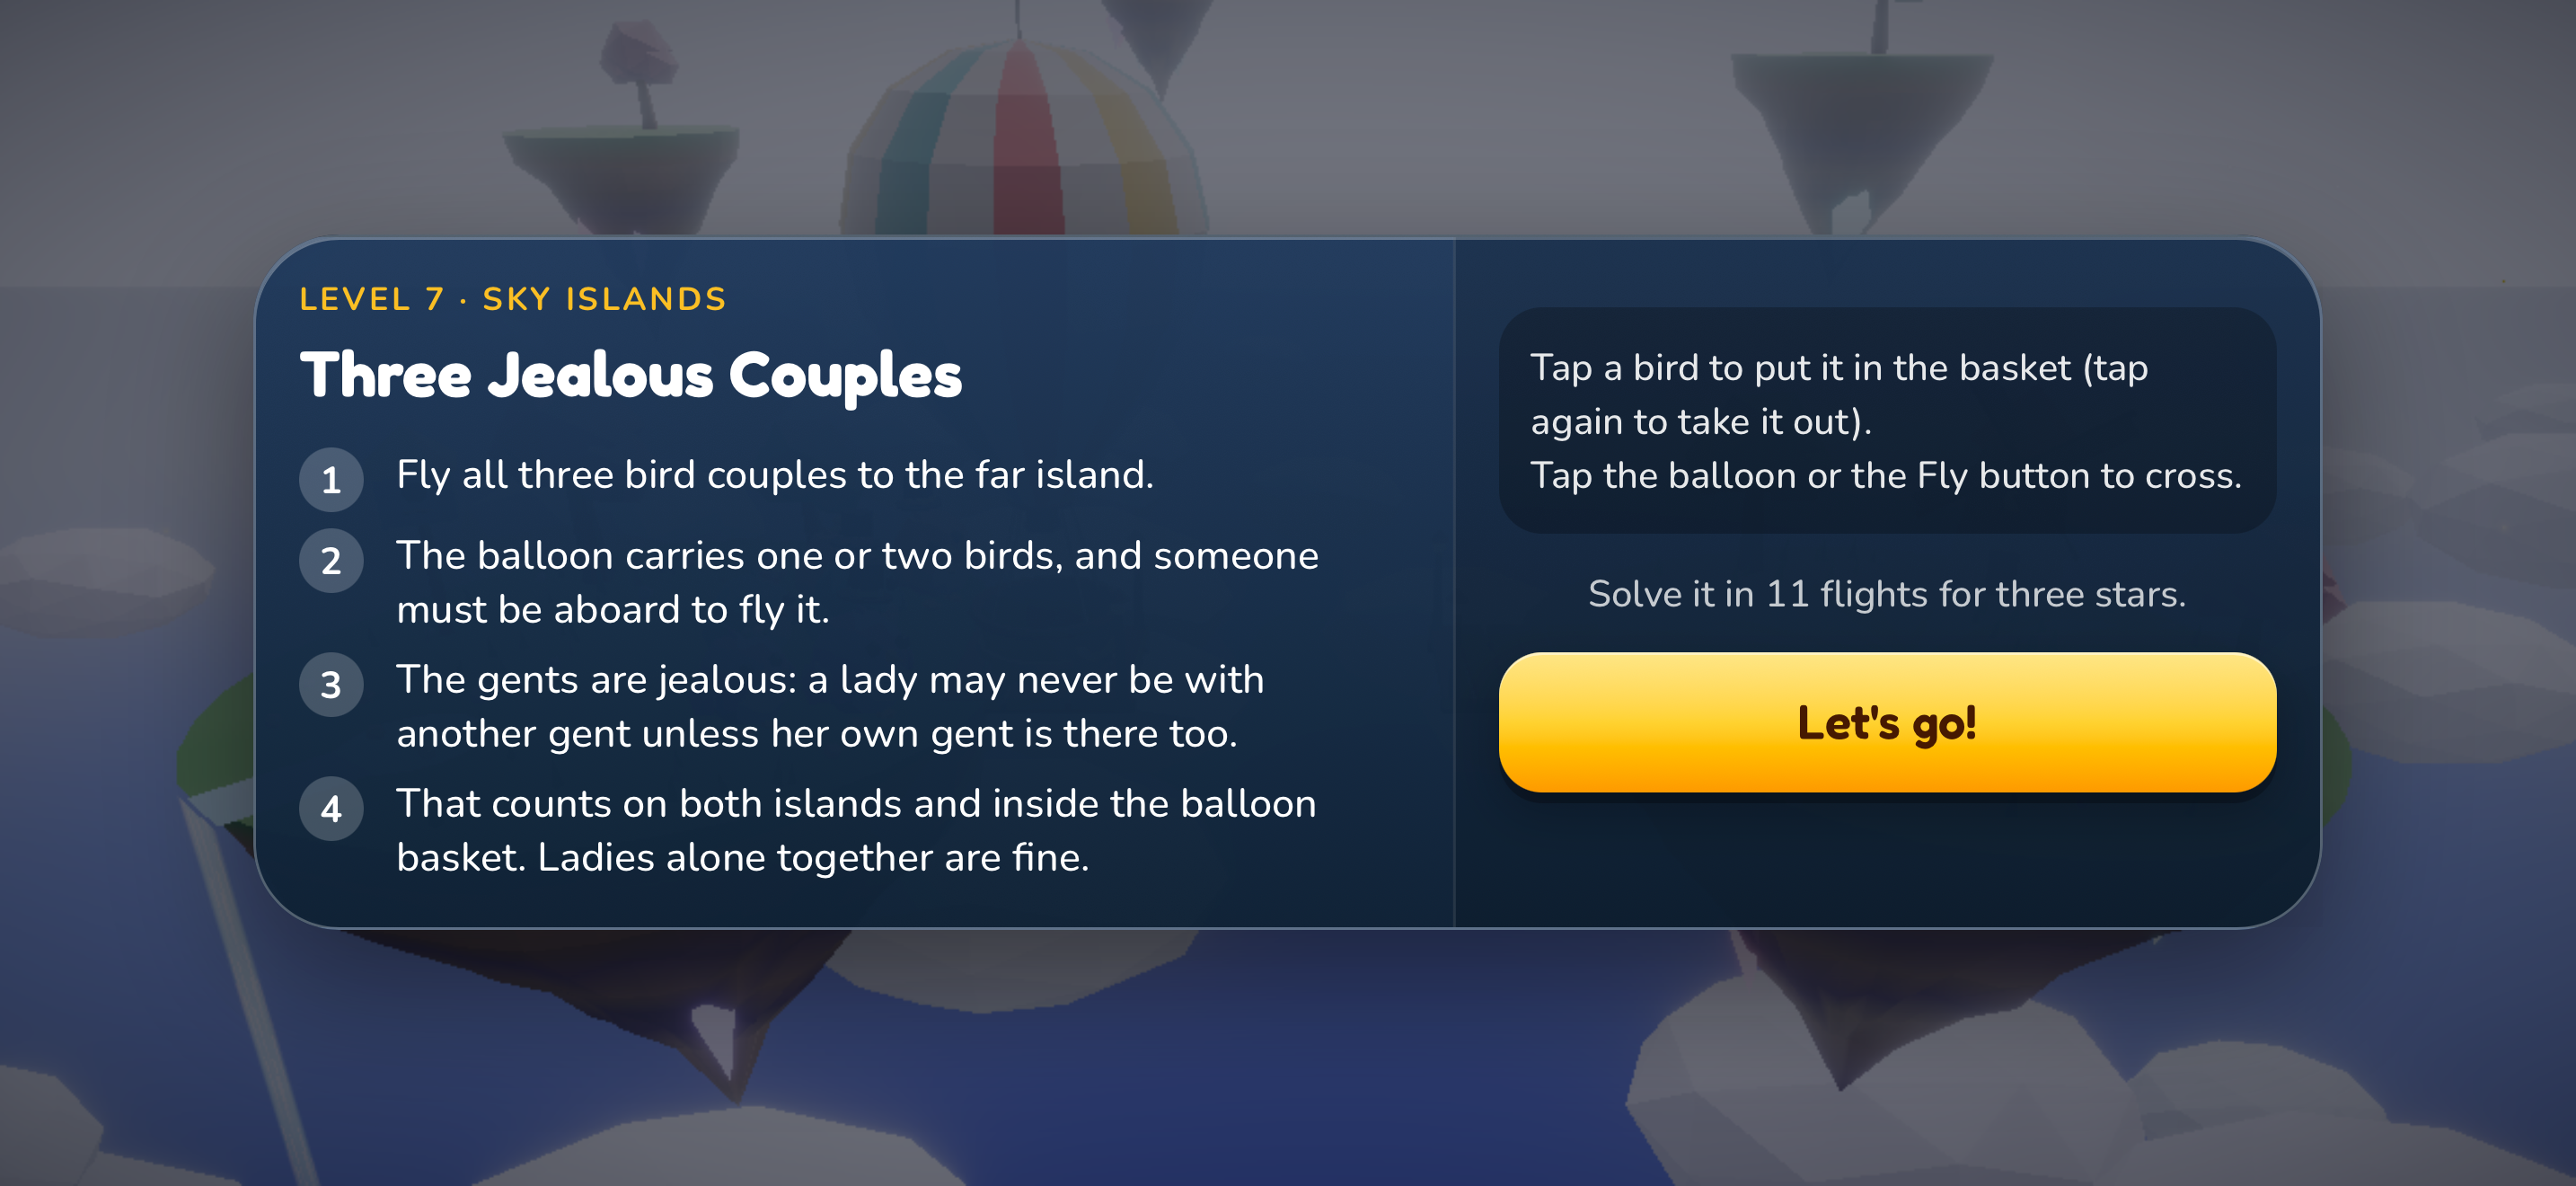 LEVEL 7 · SKY ISLANDS
Three Jealous Couples
1 Fly all three bird couples to the far island.
2 The balloon carries one or two birds, and someone
must be aboard to fly it.
3 The gents are jealous: a lady may never be with
another gent unless her own gent is there too.
4 That counts on both islands and inside the balloon
basket. Ladies alone together are fine.
Tap a bird to put it in the basket (tap
again to take it out).
Tap the balloon or the Fly button to cross.
Solve it in 11 flights for three stars.
Let's go!